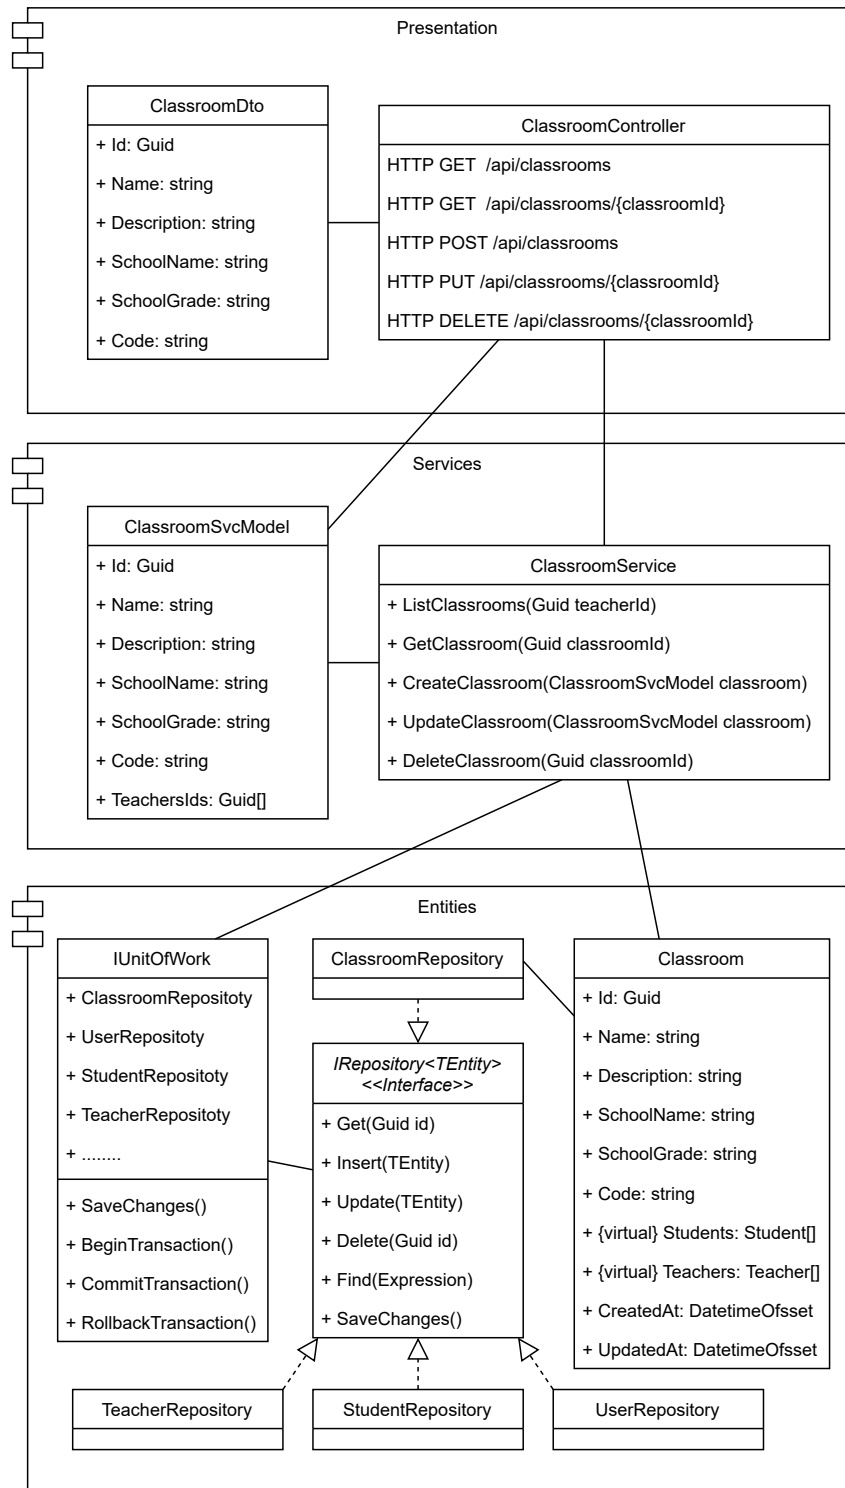 Presentation
ClassroomDto
+ Id: Guid
+ Name: string
+ Description: string
+ SchoolName: string
+ SchoolGrade: string
+ Code: string
ClassroomController
HTTP GET  /api/classrooms
HTTP GET  /api/classrooms/{classroomId}
HTTP POST /api/classrooms
HTTP PUT /api/classrooms/{classroomId}
HTTP DELETE /api/classrooms/{classroomId}
Services
ClassroomSvcModel
+ Id: Guid
+ Name: string
+ Description: string
+ SchoolName: string
+ SchoolGrade: string
+ Code: string
+ TeachersIds: Guid[]
ClassroomService
+ ListClassrooms(Guid teacherId)
+ GetClassroom(Guid classroomId)
+ CreateClassroom(ClassroomSvcModel classroom)
+ UpdateClassroom(ClassroomSvcModel classroom)
+ DeleteClassroom(Guid classroomId)
Entities
IUnitOfWork
+ ClassroomRepositoty
+ UserRepositoty
+ StudentRepositoty
+ TeacherRepositoty
+ ........
+ SaveChanges()
+ BeginTransaction()
+ CommitTransaction()
+ RollbackTransaction()
ClassroomRepository
IRepository<TEntity>
<<Interface>>
+ Get(Guid id)
+ Insert(TEntity)
+ Update(TEntity)
+ Delete(Guid id)
+ Find(Expression)
+ SaveChanges()
Classroom
+ Id: Guid
+ Name: string
+ Description: string
+ SchoolName: string
+ SchoolGrade: string
+ Code: string
+ {virtual} Students: Student[]
+ {virtual} Teachers: Teacher[]
+ CreatedAt: DatetimeOfsset
+ UpdatedAt: DatetimeOfsset
TeacherRepository
StudentRepository
UserRepository